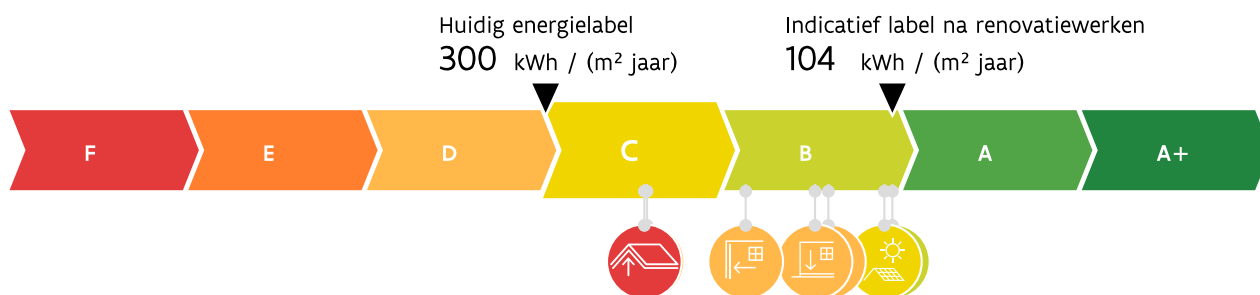 Huidig energielabel
300 kWh / (m² jaar)
Indicatief label na renovatiewerken
104 kWh / (m² jaar)
F E D C B A A+